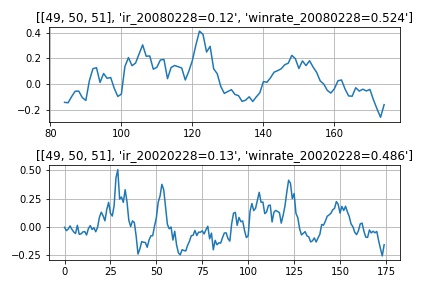 [[49, 50, 51], 'ir_20080228=0.12', 'winrate_20080228=0.524']
0.4
0.2
0.0
−0.2
80 100 120 140 160
[[49, 50, 51], 'ir_20020228=0.13', 'winrate_20020228=0.486']
0.50
0.25
0.00
−0.25
0 25 50 75 100 125 150 175